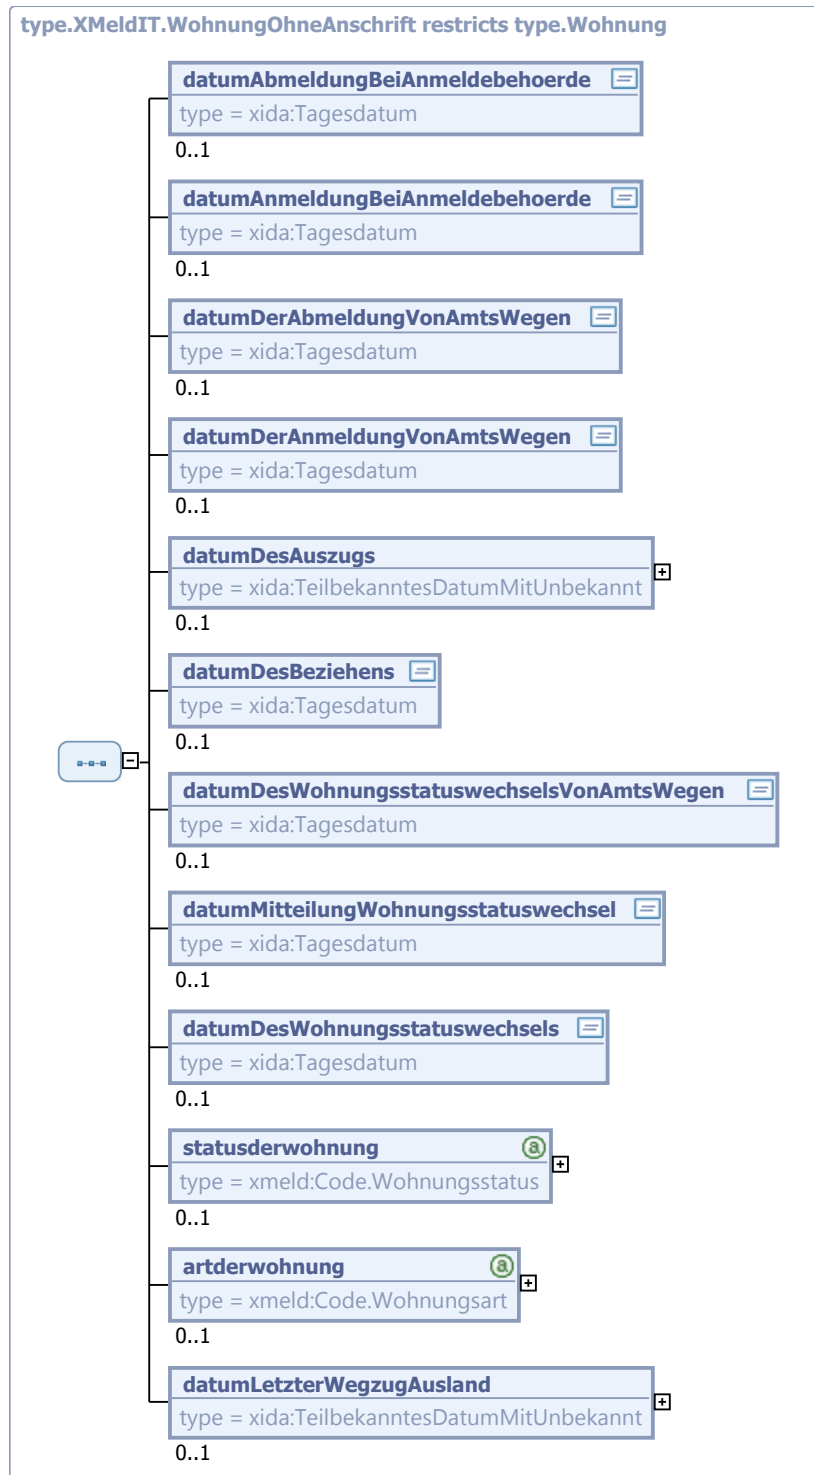 type.XMeldIT.WohnungOhneAnschrift restricts type.Wohnung
datumAbmeldungBeiAnmeldebehoerde
type = xida:Tagesdatum
0..1
datumAnmeldungBeiAnmeldebehoerde
type = xida:Tagesdatum
0..1
datumDerAbmeldungVonAmtsWegen
type = xida:Tagesdatum
0..1
datumDerAnmeldungVonAmtsWegen
type = xida:Tagesdatum
0..1
datumDesAuszugs
type = xida:TeilbekanntesDatumMitUnbekannt
0..1
datumDesBeziehens
type = xida:Tagesdatum
0..1
datumDesWohnungsstatuswechselsVonAmtsWegen
type = xida:Tagesdatum
0..1
datumMitteilungWohnungsstatuswechsel
type = xida:Tagesdatum
0..1
datumDesWohnungsstatuswechsels
type = xida:Tagesdatum
0..1
statusderwohnung
type = xmeld:Code.Wohnungsstatus
0..1
artderwohnung
type = xmeld:Code.Wohnungsart
0..1
datumLetzterWegzugAusland
type = xida:TeilbekanntesDatumMitUnbekannt
0..1